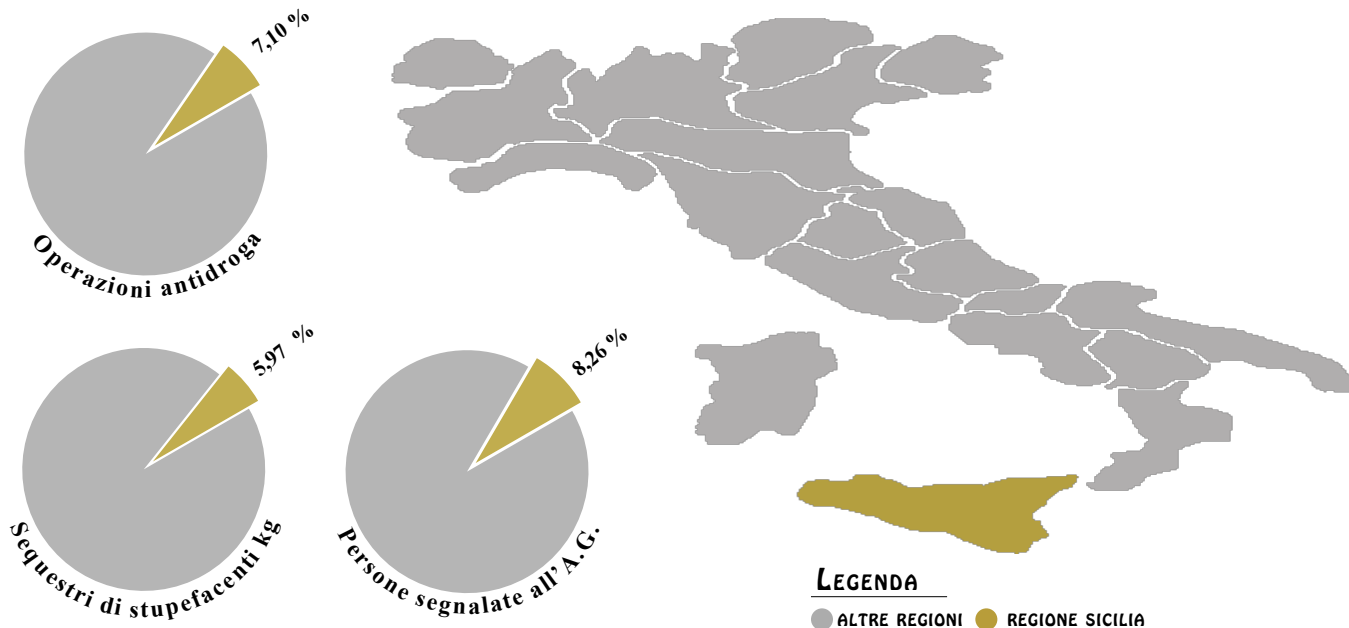 7,10 %
Operazioni antidroga
5,97 %
Sequestri di stupefacenti kg
8,26 %
Persone segnalate all'A.G.
LEGENDA
ALTRE REGIONI REGIONE SICILIA